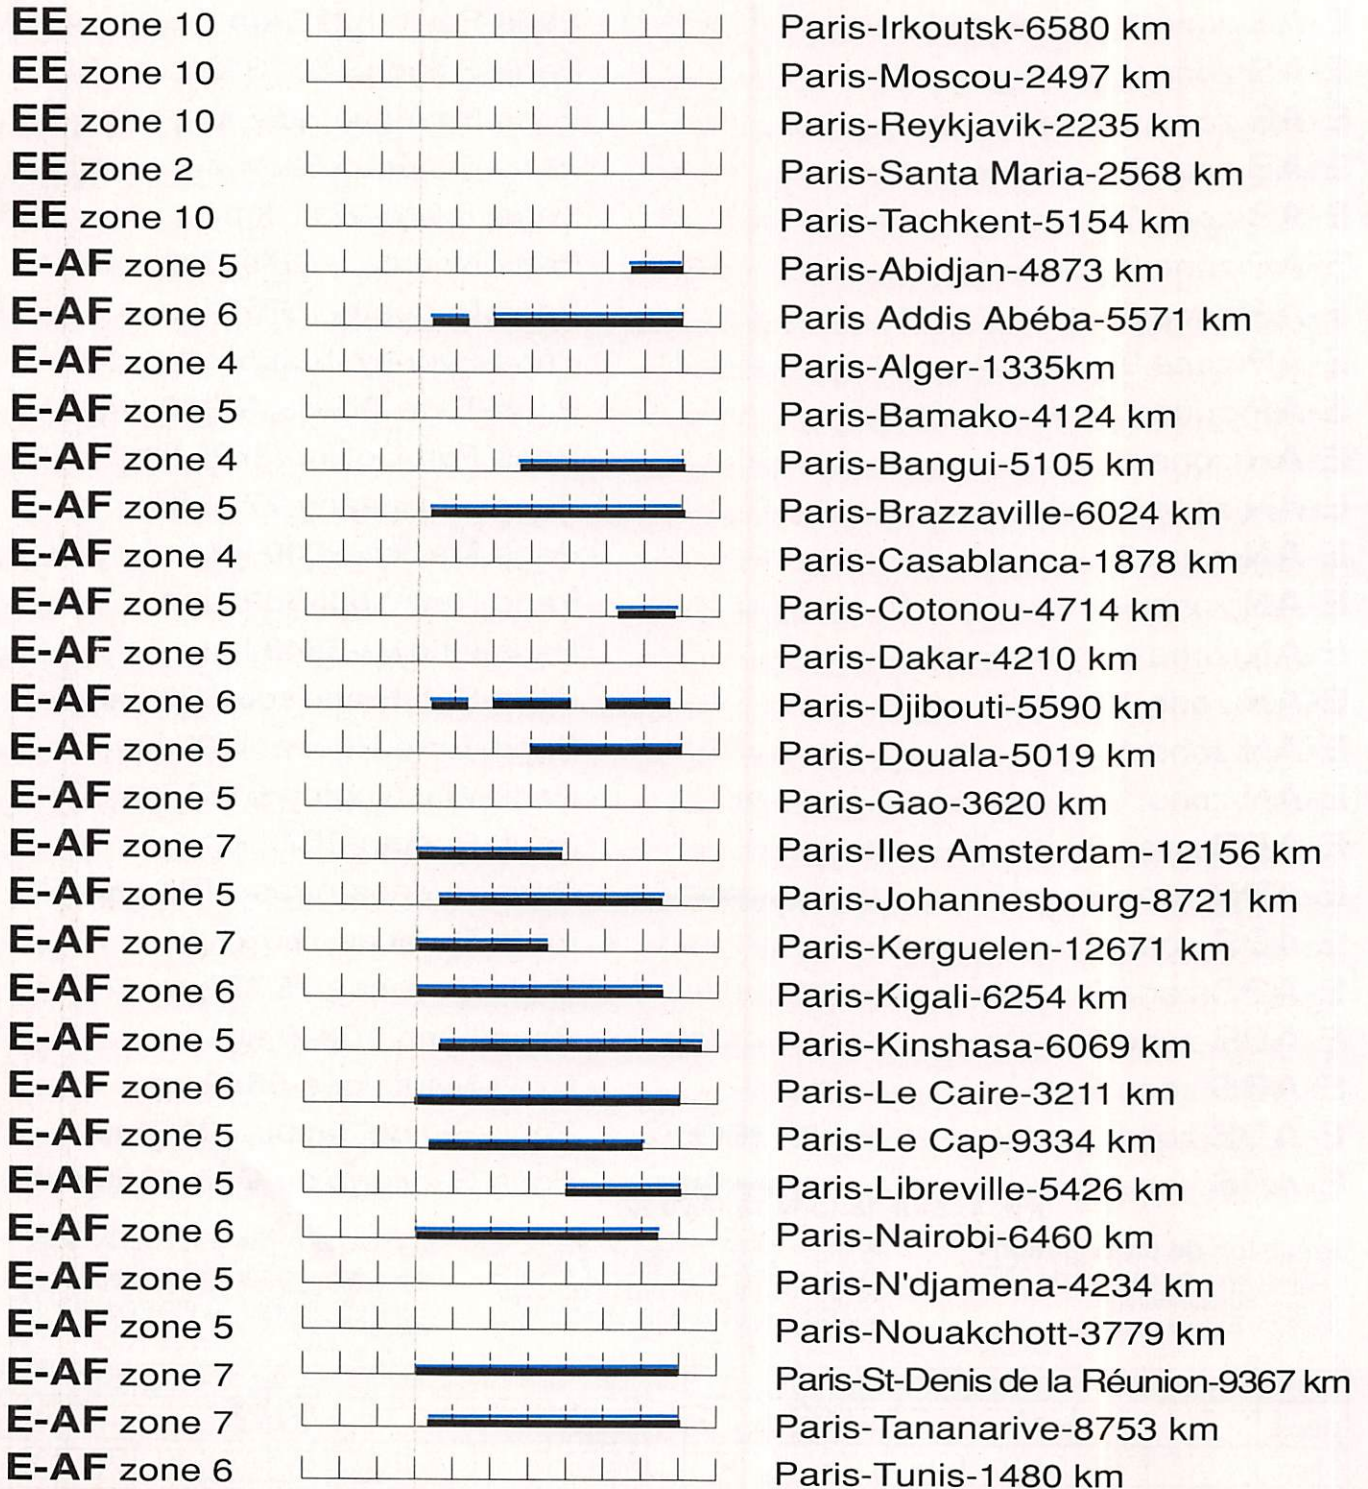 EE zone 10 Paris-Irkoutsk-6580 km
EE zone 10 Paris-Moscou-2497 km
EE zone 10 Paris-Reykjavik-2235 km
EE zone 2 Paris-Santa Maria-2568 km
EE zone 10 Paris-Tachkent-5154 km
E-AF zone 5 Paris-Abidjan-4873 km
E-AF zone 6 Paris Addis Abéba-5571 km
E-AF zone 4 Paris-Alger-1335km
E-AF zone 5 Paris-Bamako-4124 km
E-AF zone 4 Paris-Bangui-5105 km
E-AF zone 5 Paris-Brazzaville-6024 km
E-AF zone 4 Paris-Casablanca-1878 km
E-AF zone 5 Paris-Cotonou-4714 km
E-AF zone 5 Paris-Dakar-4210 km
E-AF zone 6 Paris-Djibouti-5590 km
E-AF zone 5 Paris-Douala-5019 km
E-AF zone 5 Paris-Gao-3620 km
E-AF zone 7 Paris-Iles Amsterdam-12156 km
E-AF zone 5 Paris-Johannesbourg-8721 km
E-AF zone 7 Paris-Kerguelen-12671 km
E-AF zone 6 Paris-Kigali-6254 km
E-AF zone 5 Paris-Kinshasa-6069 km
E-AF zone 6 Paris-Le Caire-3211 km
E-AF zone 5 Paris-Le Cap-9334 km
E-AF zone 5 Paris-Libreville-5426 km
E-AF zone 6 Paris-Nairobi-6460 km
E-AF zone 5 Paris-N'djamena-4234 km
E-AF zone 5 Paris-Nouakchott-3779 km
E-AF zone 7 Paris-St-Denis de la Réunion-9367 km
E-AF zone 7 Paris-Tananarive-8753 km
E-AF zone 6 Paris-Tunis-1480 km